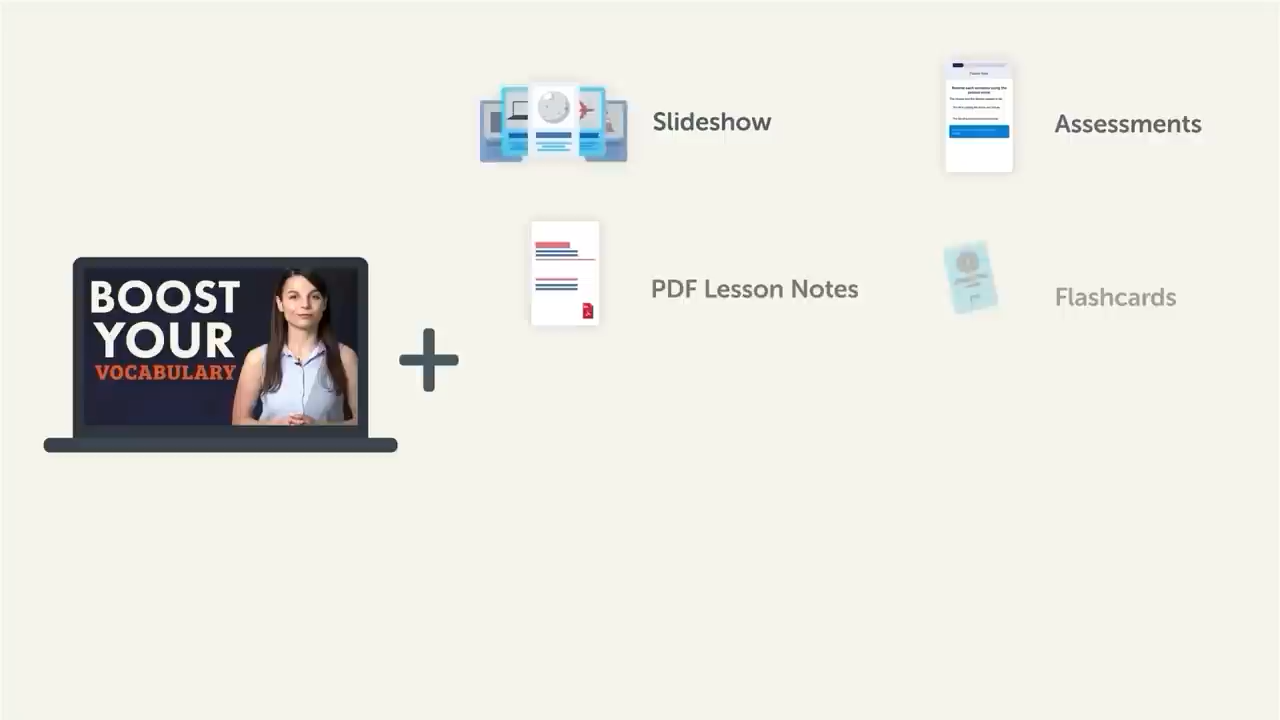 Slideshow
Assessments
PDF Lesson Notes
Flashcards
BOOST
YOUR
VOCABULARY